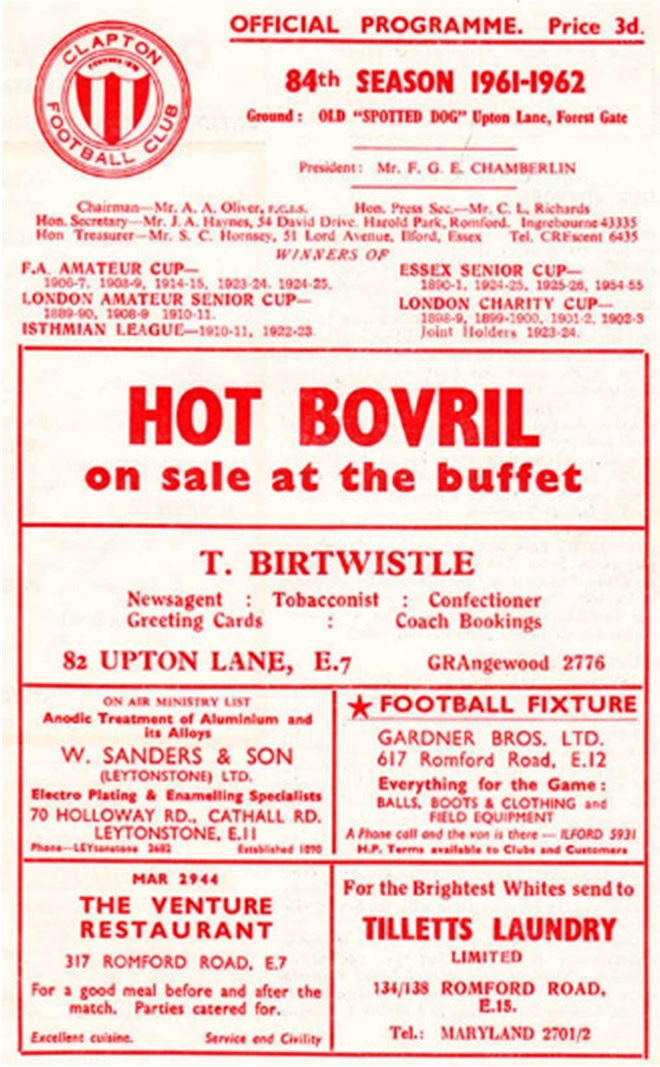 OFFICIAL PROGRAMME. Price 3d.
CLAPTON
FOOTBALL CLUB
84th SEASON 1961-1962
Ground : OLD "SPOTTED DOG" Upton Lane, Forest Gate
President : Mr. F. G. E. CHAMBERLIN
Chairman—Mr. A. A. Oliver, F.C.I.S. Hon. Press Sec.—Mr. C. L. Richards
Hon. Secretary—Mr. J. A. Haynes, 54 David Drive. Harold Park, Romford. Ingrebourne 43335
Hon Treasurer—Mr. S. C. Hornsey, 51 Lord Avenue, Ilford, Essex Tel. CREscent 6435
WINNERS OF
F.A. AMATEUR CUP—
1906-7, 1908-9, 1914-15, 1923-24, 1924-25.
LONDON AMATEUR SENIOR CUP—
1889-90, 1908-9 1910-11.
ISTHMIAN LEAGUE—1910-11, 1922-23.
ESSEX SENIOR CUP—
1890-1, 1924-25, 1925-26, 1954-55
LONDON CHARITY CUP—
1898-9, 1899-1900, 1901-2, 1902-3
Joint Holders 1923-24.
HOT BOVRIL
on sale at the buffet
T. BIRTWISTLE
Newsagent : Tobacconist : Confectioner
Greeting Cards : Coach Bookings
82 UPTON LANE, E.7 GRAngewood 2776
ON AIR MINISTRY LIST
Anodic Treatment of Aluminium and
its Alloys
W. SANDERS & SON
(LEYTONSTONE) LTD.
Electro Plating & Enamelling Specialists
70 HOLLOWAY RD., CATHALL RD.
LEYTONSTONE, E.11
Phone—LEYtonstone 2682 Established 1890
★ FOOTBALL FIXTURE
GARDNER BROS. LTD.
617 Romford Road, E.12
Everything for the Game :
BALLS, BOOTS & CLOTHING and
FIELD EQUIPMENT
A Phone call and the van is there — ILFORD 5931
H.P. Terms available to Clubs and Customers
MAR 2944
THE VENTURE
RESTAURANT
317 ROMFORD ROAD, E.7
For a good meal before and after the
match. Parties catered for.
Excellent cuisine. Service and Civility
For the Brightest Whites send to
TILLETTS LAUNDRY
LIMITED
134/138 ROMFORD ROAD,
E.15.
Tel.: MARYLAND 2701/2